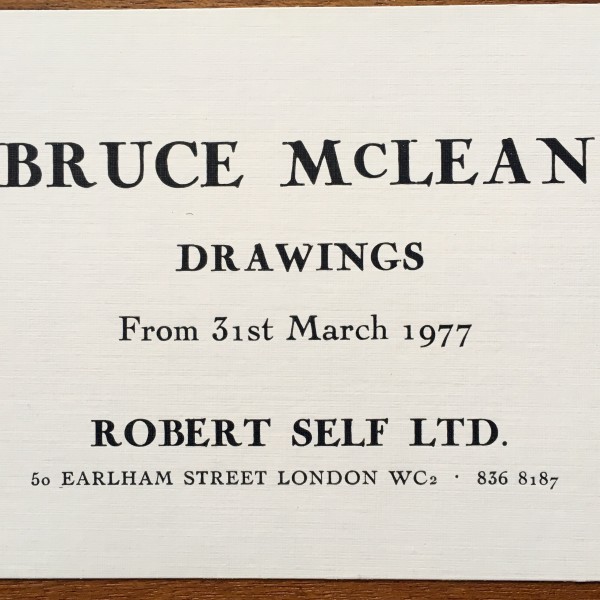 BRUCE McLEAN
DRAWINGS
From 31st March 1977
ROBERT SELF LTD.
50 EARLHAM STREET LONDON WC2 · 836 8187